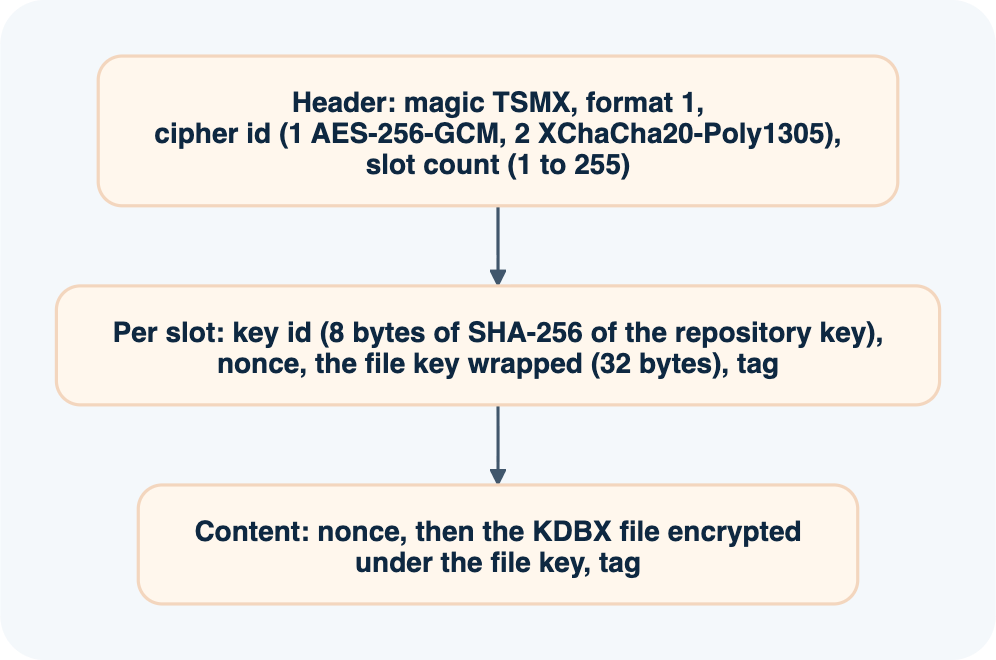 Header: magic TSMX, format 1,
cipher id (1 AES-256-GCM, 2 XChaCha20-Poly1305),
slot count (1 to 255)
Per slot: key id (8 bytes of SHA-256 of the repository key),
nonce, the file key wrapped (32 bytes), tag
Content: nonce, then the KDBX file encrypted
under the file key, tag